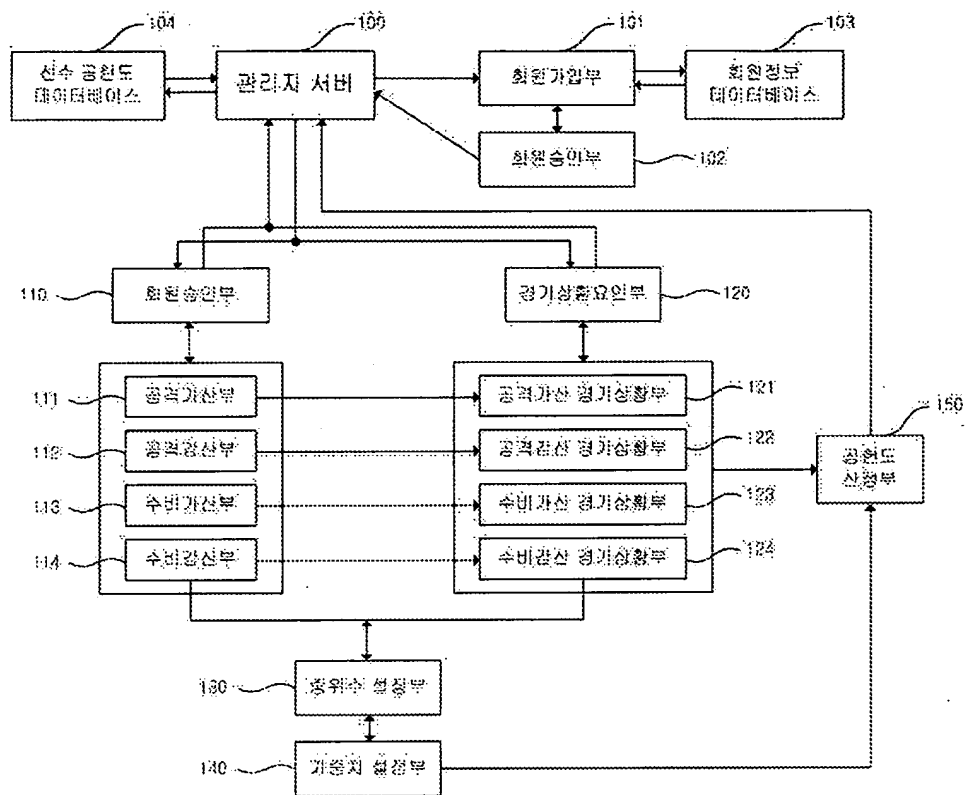 104
100
101
103
선수 공헌도
데이터베이스
관리자 서버
회원가입부
회원정보
데이터베이스
회원승인부
102
110
회원승인부
경기상황요인부
120
111
공격가산부
공격가산 경기상황부
121
112
공격감산부
공격감산 경기상황부
122
150
공헌도
산정부
113
수비가산부
수비가산 경기상황부
123
114
수비감산부
수비감산 경기상황부
124
130
설정부
140
기준치 설정부